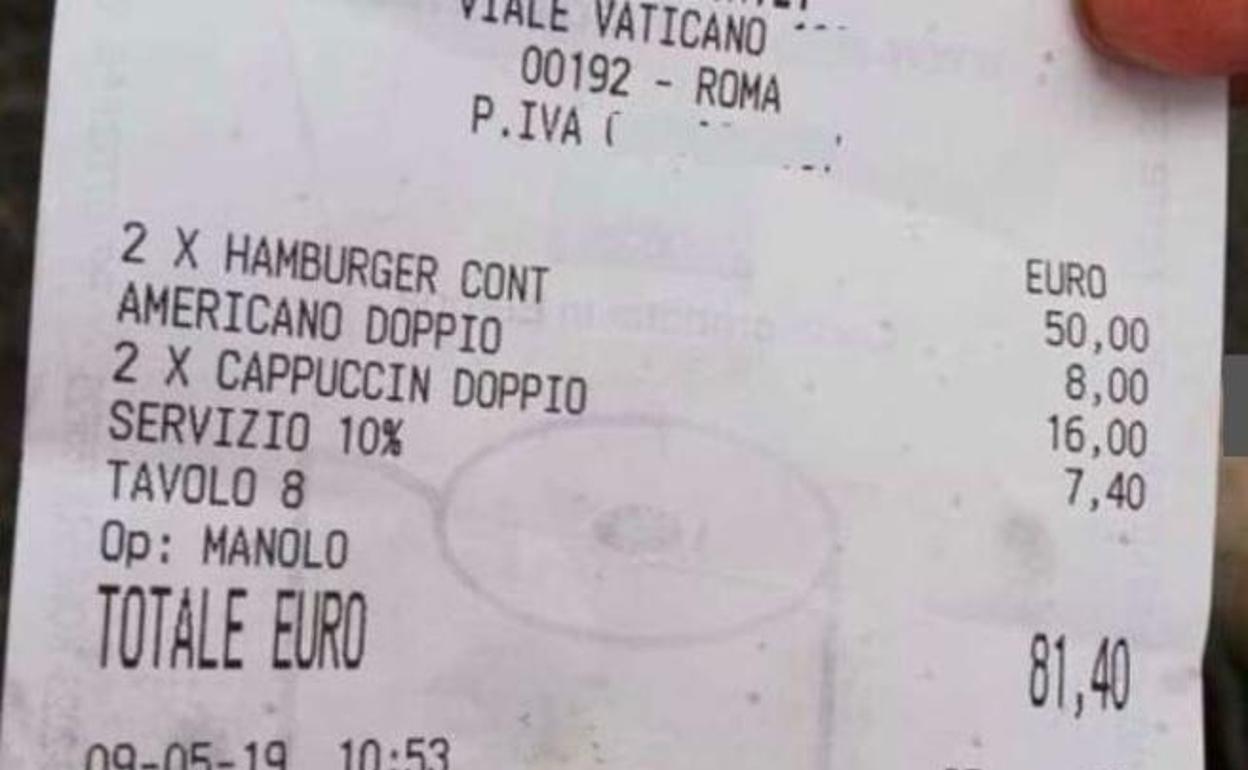 VIALE VATICANO
00192 - ROMA
P.IVA (
EURO
2 X HAMBURGER CONT 50,00
AMERICANO DOPPIO 8,00
2 X CAPPUCCIN DOPPIO 16,00
SERVIZIO 10% 7,40
TAVOLO 8
Op: MANOLO
TOTALE EURO 81,40
09-05-19 10:53